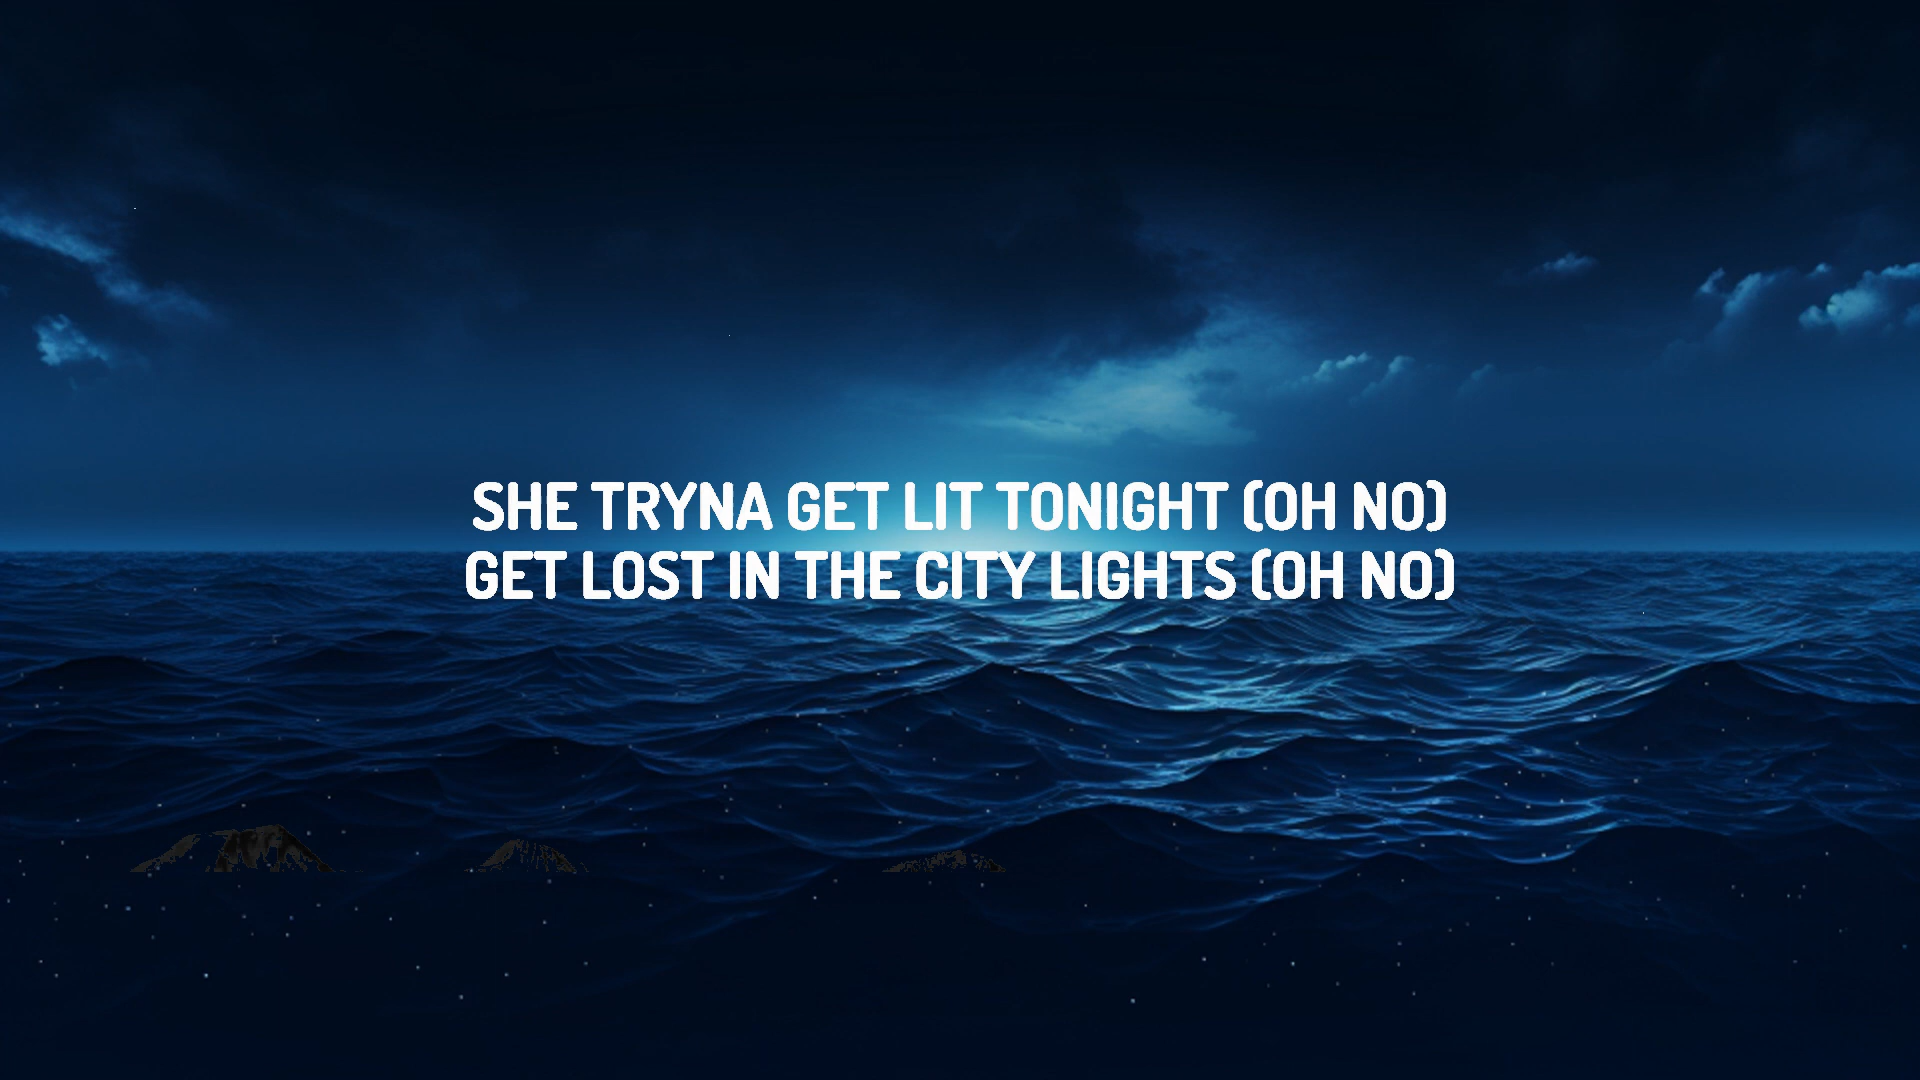 SHE TRYNA GET LIT TONIGHT (OH NO)
GET LOST IN THE CITY LIGHTS (OH NO)